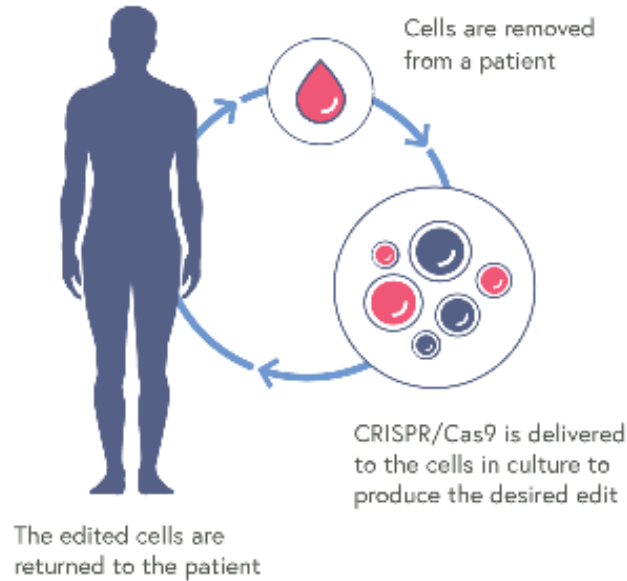 Cells are removed
from a patient
CRISPR/Cas9 is delivered
to the cells in culture to
produce the desired edit
The edited cells are
returned to the patient